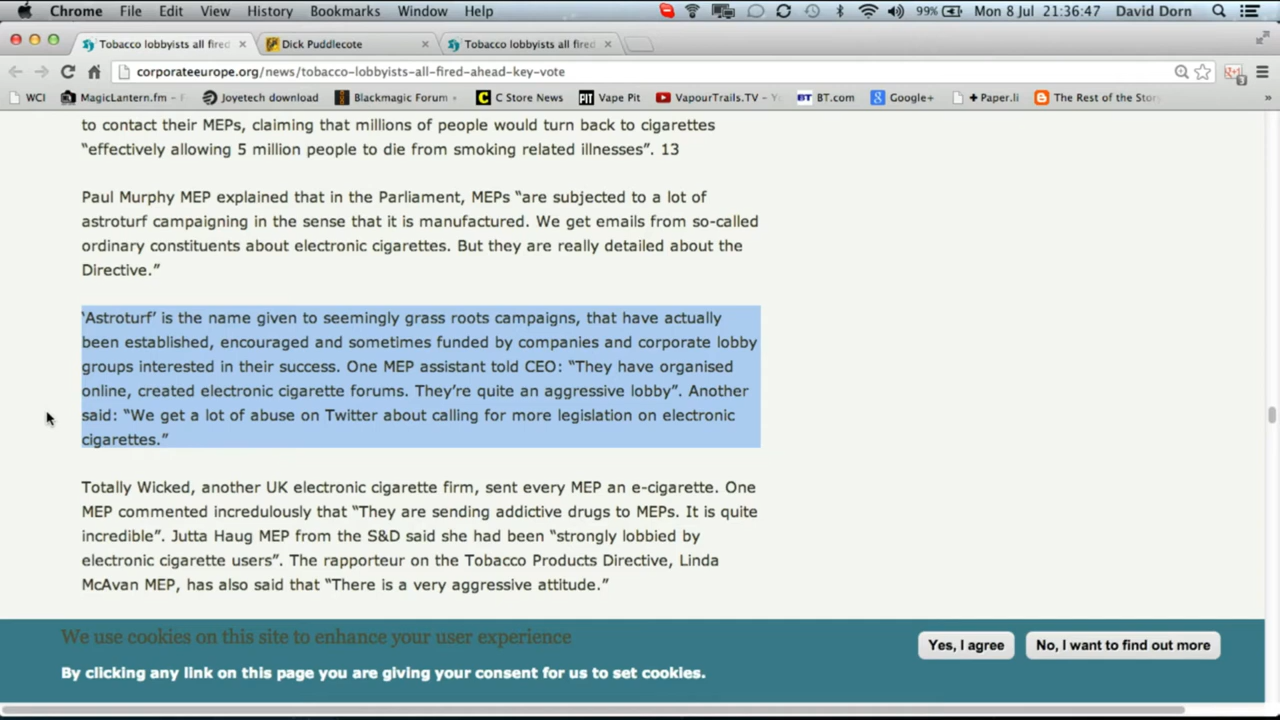 Chrome File Edit View History Bookmarks Window Help 99% Mon 8 Jul 21:36:47 David Dorn
Tobacco lobbyists all fired Dick Puddlecote Tobacco lobbyists all fired
corporateeurope.org/news/tobacco-lobbyists-all-fired-ahead-key-vote
WCI MagicLantern.fm - Joyetech download Blackmagic Forum C Store News PIT Vape Pit VapourTrails.TV - BT BT.com Google+ + Paper.li The Rest of the
to contact their MEPs, claiming that millions of people would turn back to cigarettes
“effectively allowing 5 million people to die from smoking related illnesses”. 13
Paul Murphy MEP explained that in the Parliament, MEPs “are subjected to a lot of
astroturf campaigning in the sense that it is manufactured. We get emails from so-called
ordinary constituents about electronic cigarettes. But they are really detailed about the
Directive.”
‘Astroturf’ is the name given to seemingly grass roots campaigns, that have actually
been established, encouraged and sometimes funded by companies and corporate lobby
groups interested in their success. One MEP assistant told CEO: “They have organised
online, created electronic cigarette forums. They’re quite an aggressive lobby”. Another
said: “We get a lot of abuse on Twitter about calling for more legislation on electronic
cigarettes.”
Totally Wicked, another UK electronic cigarette firm, sent every MEP an e-cigarette. One
MEP commented incredulously that “They are sending addictive drugs to MEPs. It is quite
incredible”. Jutta Haug MEP from the S&D said she had been “strongly lobbied by
electronic cigarette users”. The rapporteur on the Tobacco Products Directive, Linda
McAvan MEP, has also said that “There is a very aggressive attitude.”
We use cookies on this site to enhance your user experience
By clicking any link on this page you are giving your consent for us to set cookies.
Yes, I agree No, I want to find out more